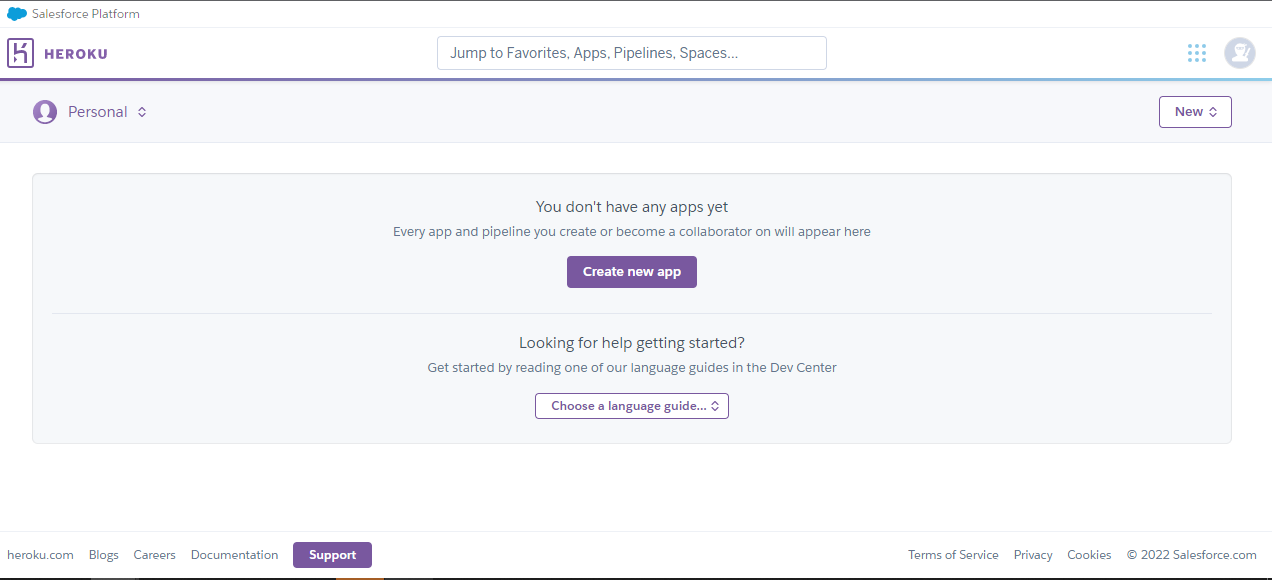 Salesforce Platform
HEROKU
Jump to Favorites, Apps, Pipelines, Spaces...
Personal
New
You don't have any apps yet
Every app and pipeline you create or become a collaborator on will appear here
Create new app
Looking for help getting started?
Get started by reading one of our language guides in the Dev Center
Choose a language guide...
heroku.com Blogs Careers Documentation Support Terms of Service Privacy Cookies © 2022 Salesforce.com